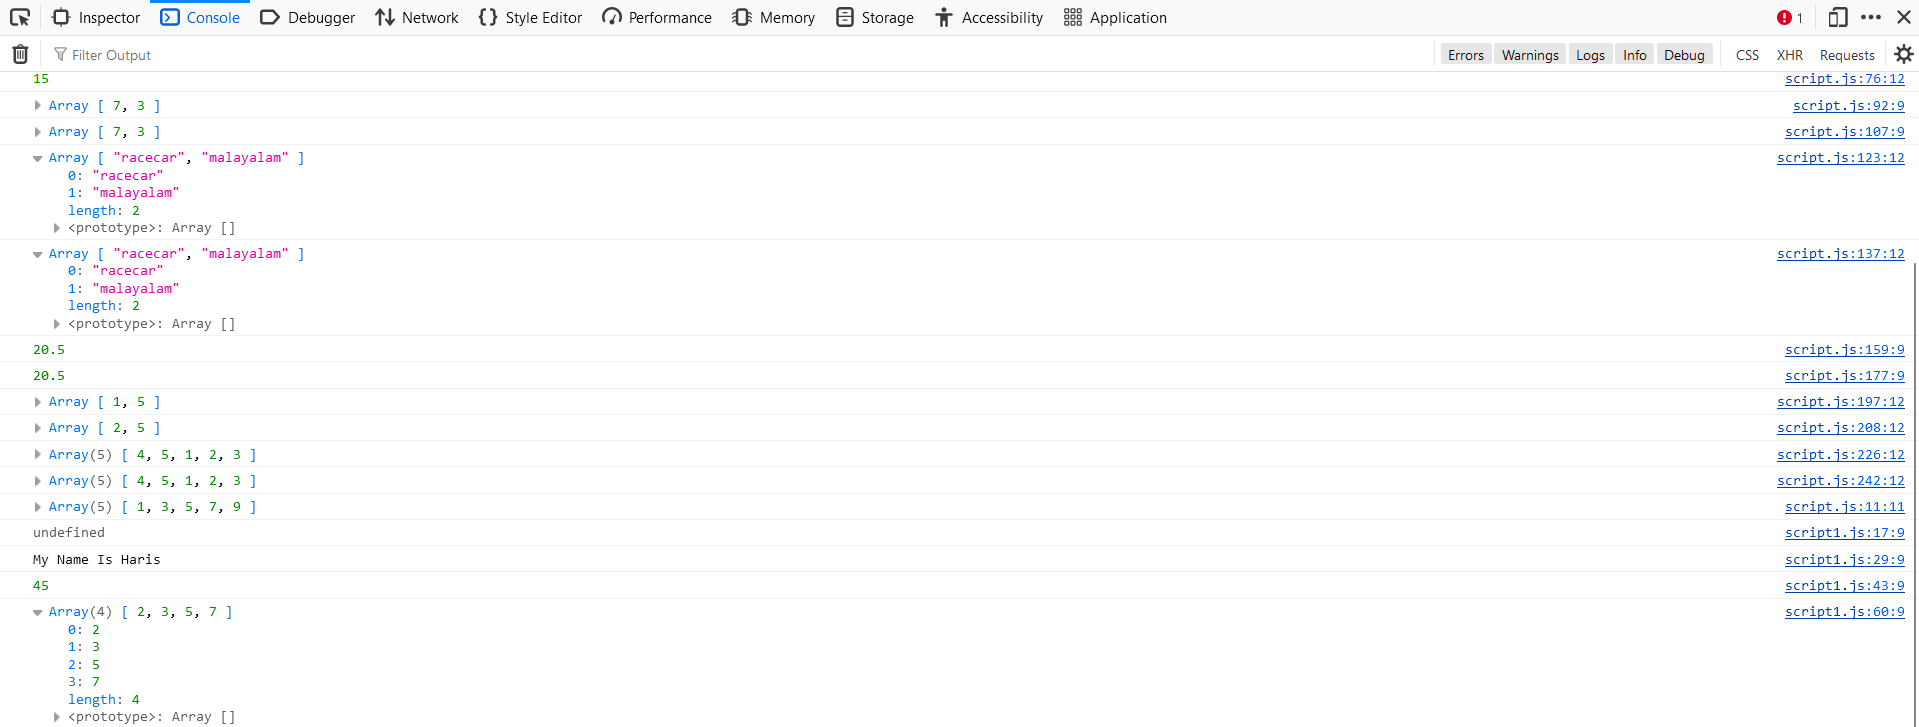 Inspector Console Debugger Network Style Editor Performance Memory Storage Accessibility Application 1
Filter Output Errors Warnings Logs Info Debug CSS XHR Requests
15 script.js:76:12
Array [ 7, 3 ] script.js:92:9
Array [ 7, 3 ] script.js:107:9
Array [ "racecar", "malayalam" ] script.js:123:12
0: "racecar"
1: "malayalam"
length: 2
<prototype>: Array []
Array [ "racecar", "malayalam" ] script.js:137:12
0: "racecar"
1: "malayalam"
length: 2
<prototype>: Array []
20.5 script.js:159:9
20.5 script.js:177:9
Array [ 1, 5 ] script.js:197:12
Array [ 2, 5 ] script.js:208:12
Array(5) [ 4, 5, 1, 2, 3 ] script.js:226:12
Array(5) [ 4, 5, 1, 2, 3 ] script.js:242:12
Array(5) [ 1, 3, 5, 7, 9 ] script.js:11:11
undefined script1.js:17:9
My Name Is Haris script1.js:29:9
45 script1.js:43:9
Array(4) [ 2, 3, 5, 7 ] script1.js:60:9
0: 2
1: 3
2: 5
3: 7
length: 4
<prototype>: Array []